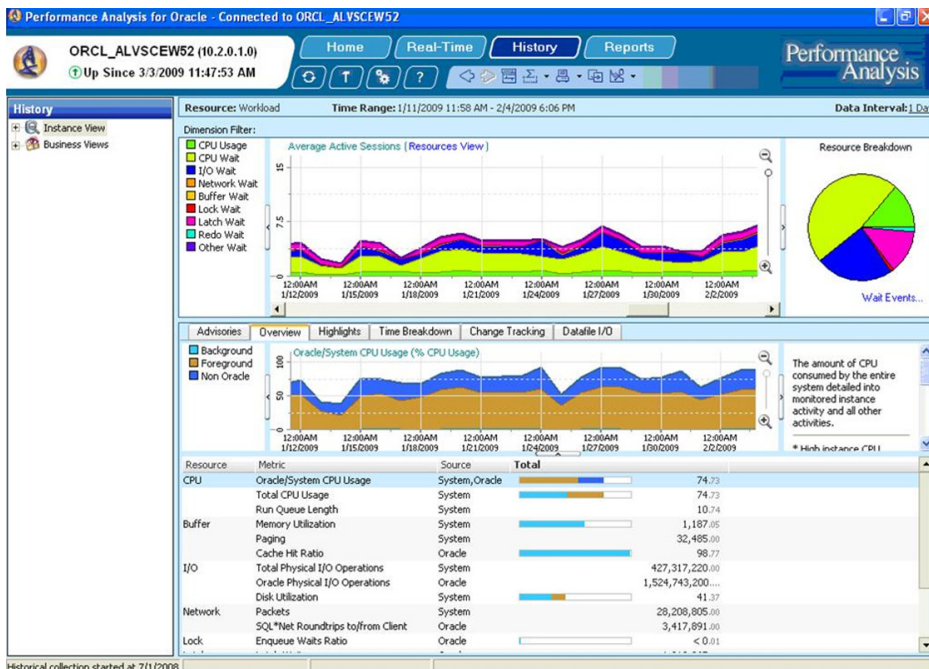 Performance Analysis for Oracle - Connected to ORCL_ALVSCEW52
ORCL_ALVSCEW52 (10.2.0.1.0)
Up Since 3/3/2009 11:47:53 AM
Home
Real-Time
History
Reports
Performance
Analysis
History
Instance View
Business Views
Resource: Workload
Time Range: 1/11/2009 11:58 AM - 2/4/2009 6:06 PM
Data Interval: 1 Da
Dimension Filter:
CPU Usage
CPU Wait
I/O Wait
Network Wait
Buffer Wait
Lock Wait
Latch Wait
Redo Wait
Other Wait
Average Active Sessions (Resources View)
15
7.5
0
12:00AM 12:00AM 12:00AM 12:00AM 12:00AM 12:00AM 12:00AM 12:00AM
1/12/2009 1/15/2009 1/18/2009 1/21/2009 1/24/2009 1/27/2009 1/30/2009 2/2/2009
Resource Breakdown
Wait Events...
Advisories
Overview
Highlights
Time Breakdown
Change Tracking
Datafile I/O
Background
Foreground
Non Oracle
Oracle/System CPU Usage (% CPU Usage)
100
50
0
12:00AM 12:00AM 12:00AM 12:00AM 12:00AM 12:00AM 12:00AM 12:00AM
1/12/2009 1/15/2009 1/18/2009 1/21/2009 1/24/2009 1/27/2009 1/30/2009 2/2/2009
The amount of CPU
consumed by the entire
system detailed into
monitored instance
activity and all other
activities.
* High instance CPU
Resource Metric Source Total
CPU Oracle/System CPU Usage System,Oracle 74.73
Total CPU Usage System 74.73
Run Queue Length System 10.74
Buffer Memory Utilization System 1,187.05
Paging System 32,485.00
Cache Hit Ratio Oracle 98.77
I/O Total Physical I/O Operations System 427,317,220.00
Oracle Physical I/O Operations Oracle 1,524,743,200....
Disk Utilization System 41.37
Network Packets System 28,208,805.00
SQL*Net Roundtrips to/from Client Oracle 3,417,891.00
Lock Enqueue Waits Ratio Oracle < 0.01
Historical collection started at 7/1/2008